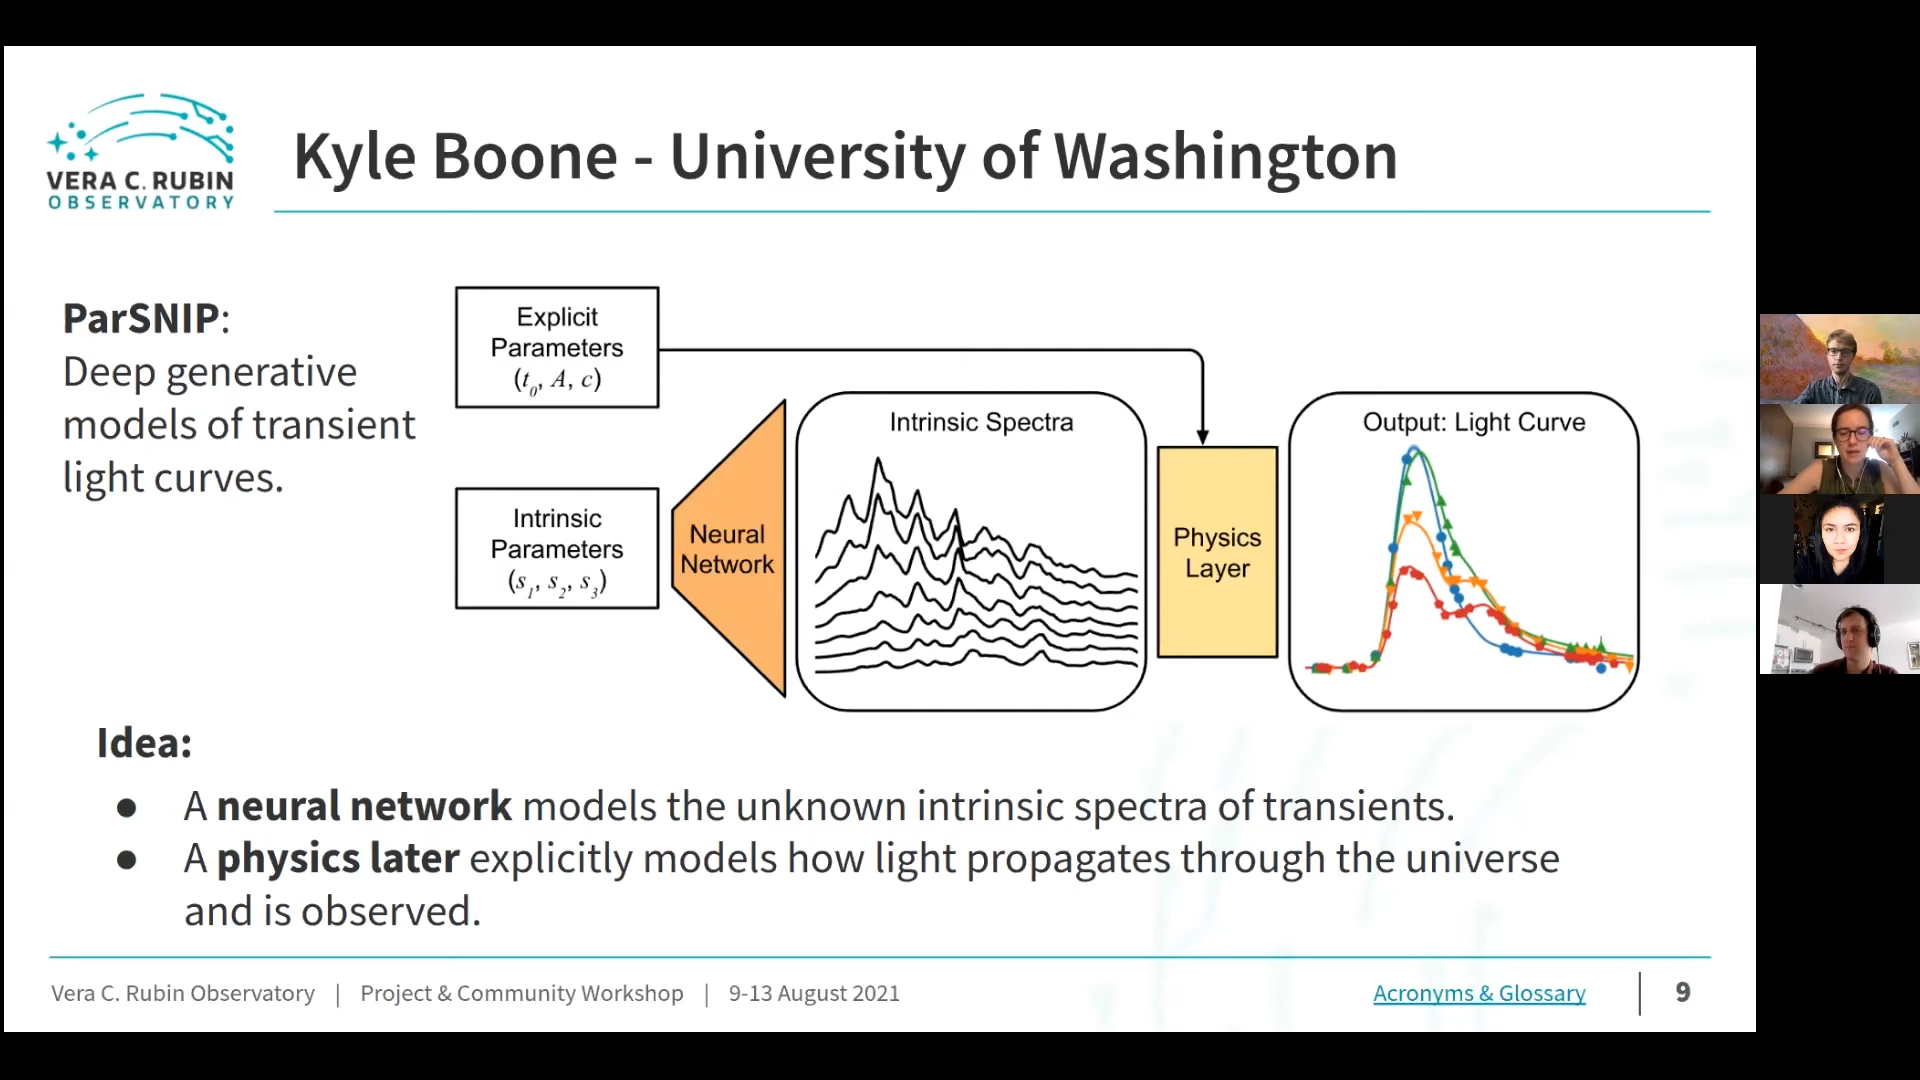 VERA C. RUBIN
OBSERVATORY
Kyle Boone - University of Washington
ParSNIP:
Deep generative
models of transient
light curves.
Explicit
Parameters
(t0, A, c)
Intrinsic
Parameters
(s1, s2, s3)
Neural
Network
Intrinsic Spectra
Physics
Layer
Output: Light Curve
Idea:
● A neural network models the unknown intrinsic spectra of transients.
● A physics later explicitly models how light propagates through the universe
and is observed.
Vera C. Rubin Observatory | Project & Community Workshop | 9-13 August 2021
Acronyms & Glossary | 9